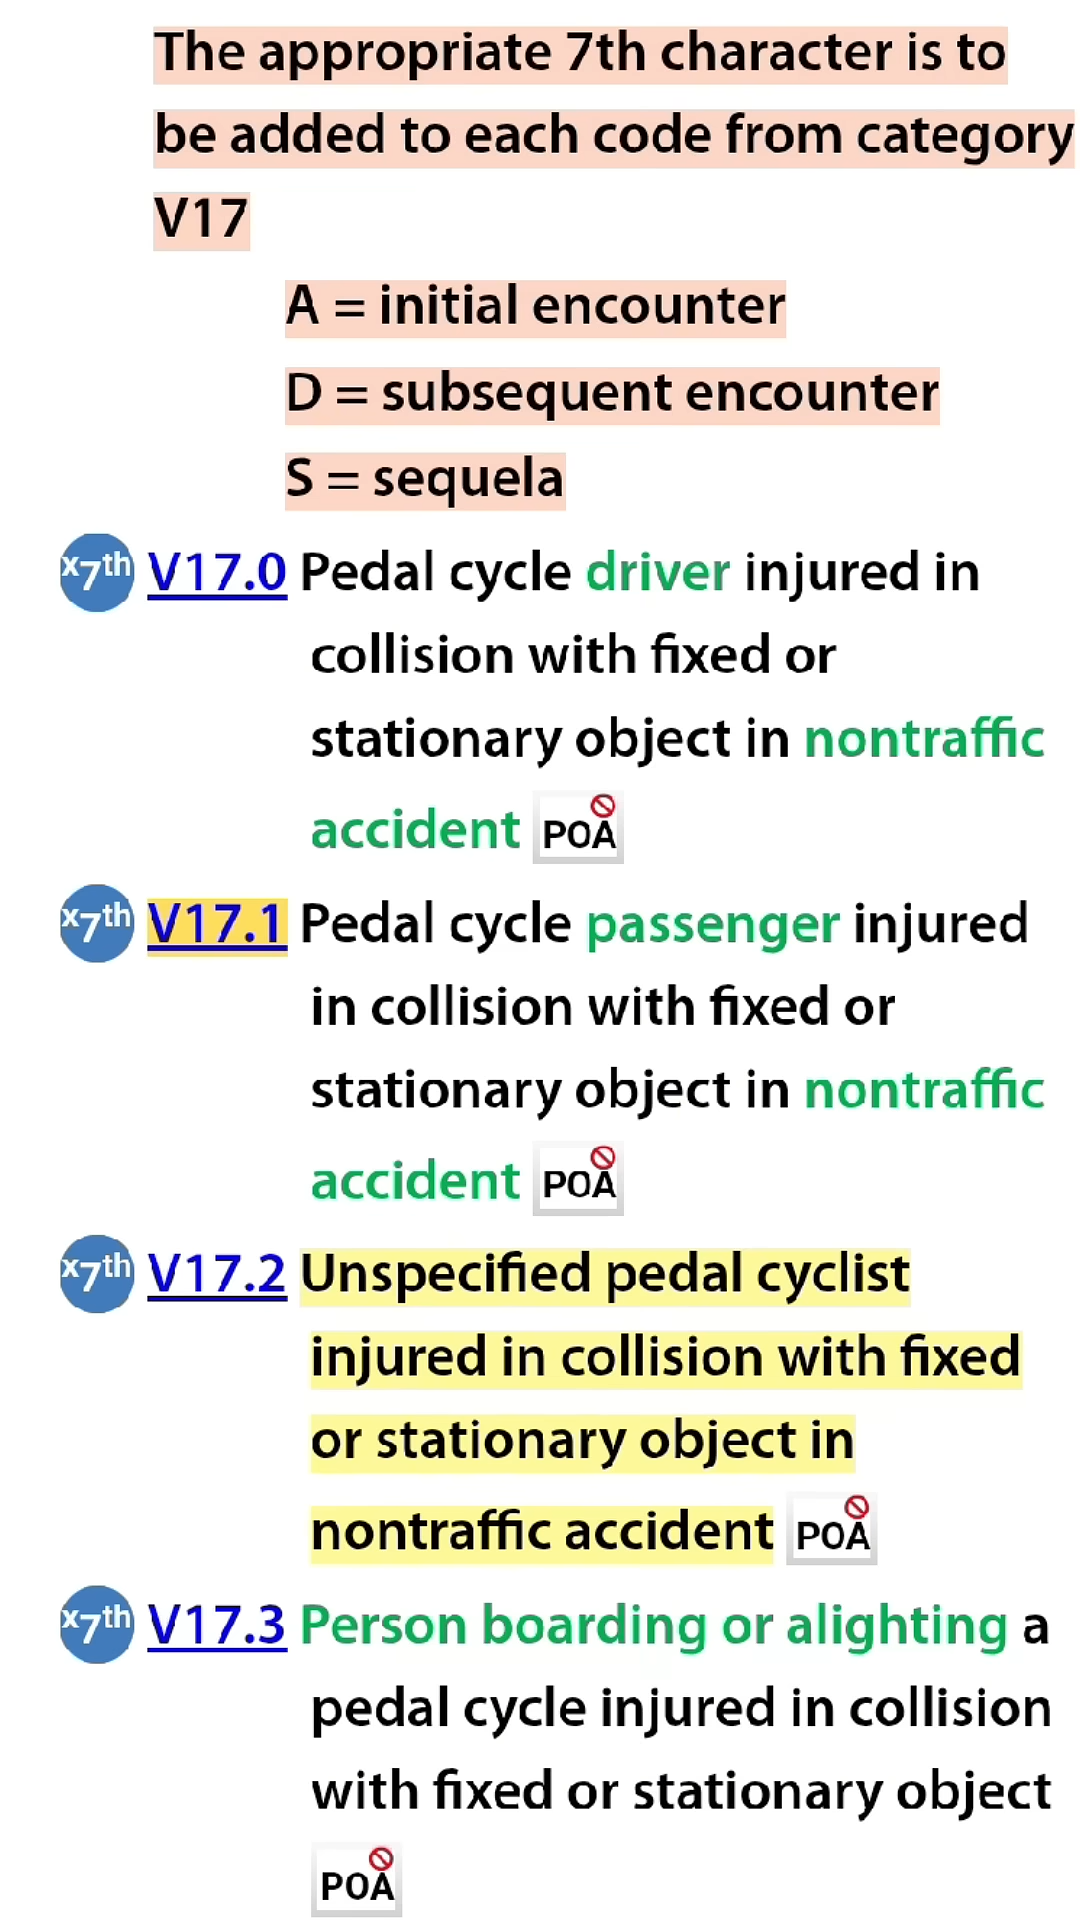 The appropriate 7th character is to
be added to each code from category
V17
A = initial encounter
D = subsequent encounter
S = sequela
x7th V17.0 Pedal cycle driver injured in
collision with fixed or
stationary object in nontraffic
accident POA
x7th V17.1 Pedal cycle passenger injured
in collision with fixed or
stationary object in nontraffic
accident POA
x7th V17.2 Unspecified pedal cyclist
injured in collision with fixed
or stationary object in
nontraffic accident POA
x7th V17.3 Person boarding or alighting a
pedal cycle injured in collision
with fixed or stationary object
POA